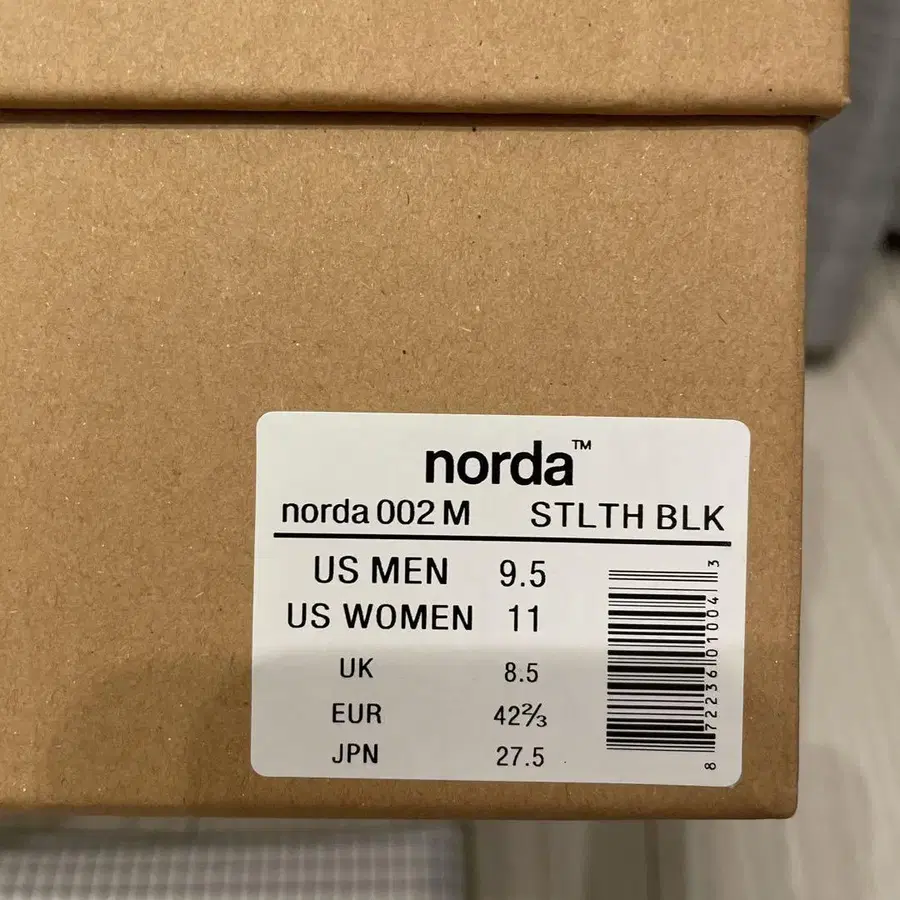 norda™
norda 002 M STLTH BLK
US MEN 9.5
US WOMEN 11
UK 8.5
EUR 42⅔
JPN 27.5
8 72236 01004 3